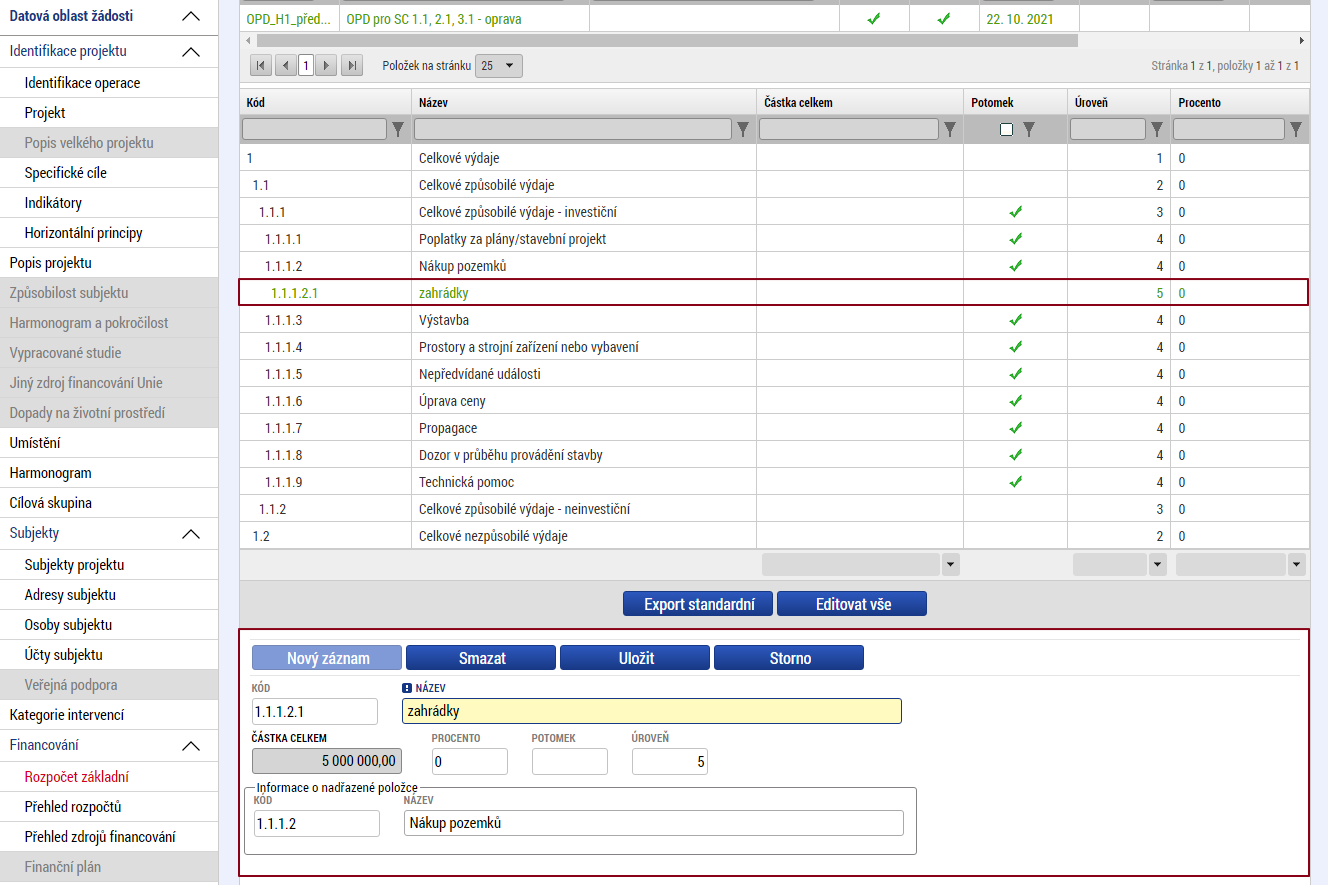 Datová oblast žádosti
Identifikace projektu
Identifikace operace
Projekt
Popis velkého projektu
Specifické cíle
Indikátory
Horizontální principy
Popis projektu
Způsobilost subjektu
Harmonogram a pokročilost
Vypracované studie
Jiný zdroj financování Unie
Dopady na životní prostředí
Umístění
Harmonogram
Cílová skupina
Subjekty
Subjekty projektu
Adresy subjektu
Osoby subjektu
Účty subjektu
Veřejná podpora
Kategorie intervencí
Financování
Rozpočet základní
Přehled rozpočtů
Přehled zdrojů financování
Finanční plán
OPD_H1_před... OPD pro SC 1.1, 2.1, 3.1 - oprava 22. 10. 2021
1 Položek na stránku 25 Stránka 1 z 1, položky 1 až 1 z 1
Kód Název Částka celkem Potomek Úroveň Procento
1 Celkové výdaje 1 0
1.1 Celkové způsobilé výdaje 2 0
1.1.1 Celkové způsobilé výdaje - investiční 3 0
1.1.1.1 Poplatky za plány/stavební projekt 4 0
1.1.1.2 Nákup pozemků 4 0
1.1.1.2.1 zahrádky 5 0
1.1.1.3 Výstavba 4 0
1.1.1.4 Prostory a strojní zařízení nebo vybavení 4 0
1.1.1.5 Nepředvídané události 4 0
1.1.1.6 Úprava ceny 4 0
1.1.1.7 Propagace 4 0
1.1.1.8 Dozor v průběhu provádění stavby 4 0
1.1.1.9 Technická pomoc 4 0
1.1.2 Celkové způsobilé výdaje - neinvestiční 3 0
1.2 Celkové nezpůsobilé výdaje 2 0
Export standardní Editovat vše
Nový záznam Smazat Uložit Storno
KÓD NÁZEV
1.1.1.2.1 zahrádky
ČÁSTKA CELKEM PROCENTO POTOMEK ÚROVEŇ
5 000 000,00 0 5
Informace o nadřazené položce
KÓD NÁZEV
1.1.1.2 Nákup pozemků